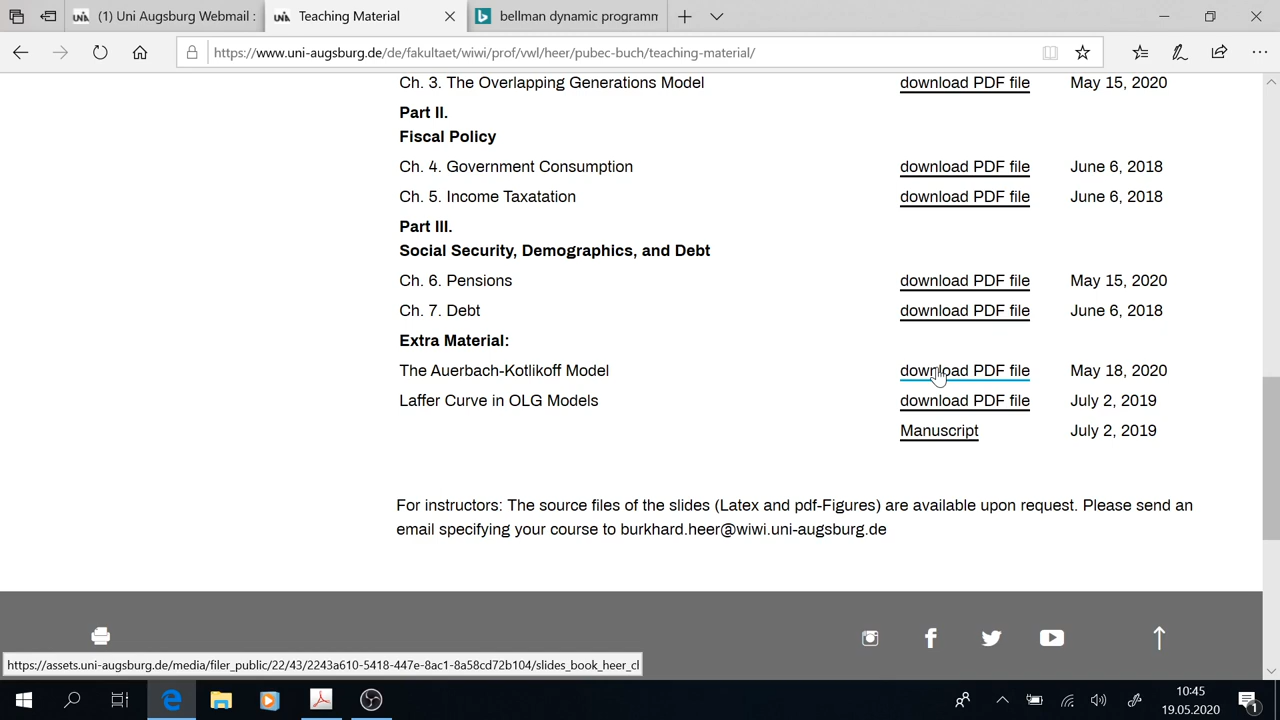 (1) Uni Augsburg Webmail :
Teaching Material
bellman dynamic programm
https://www.uni-augsburg.de/de/fakultaet/wiwi/prof/vwl/heer/pubec-buch/teaching-material/
Ch. 3. The Overlapping Generations Model download PDF file May 15, 2020
Part II.
Fiscal Policy
Ch. 4. Government Consumption download PDF file June 6, 2018
Ch. 5. Income Taxatation download PDF file June 6, 2018
Part III.
Social Security, Demographics, and Debt
Ch. 6. Pensions download PDF file May 15, 2020
Ch. 7. Debt download PDF file June 6, 2018
Extra Material:
The Auerbach-Kotlikoff Model download PDF file May 18, 2020
Laffer Curve in OLG Models download PDF file July 2, 2019
Manuscript July 2, 2019
For instructors: The source files of the slides (Latex and pdf-Figures) are available upon request. Please send an
email specifying your course to burkhard.heer@wiwi.uni-augsburg.de
https://assets.uni-augsburg.de/media/filer_public/22/43/2243a610-5418-447e-8ac1-8a58cd72b104/slides_book_heer_cl
10:45
19.05.2020
1